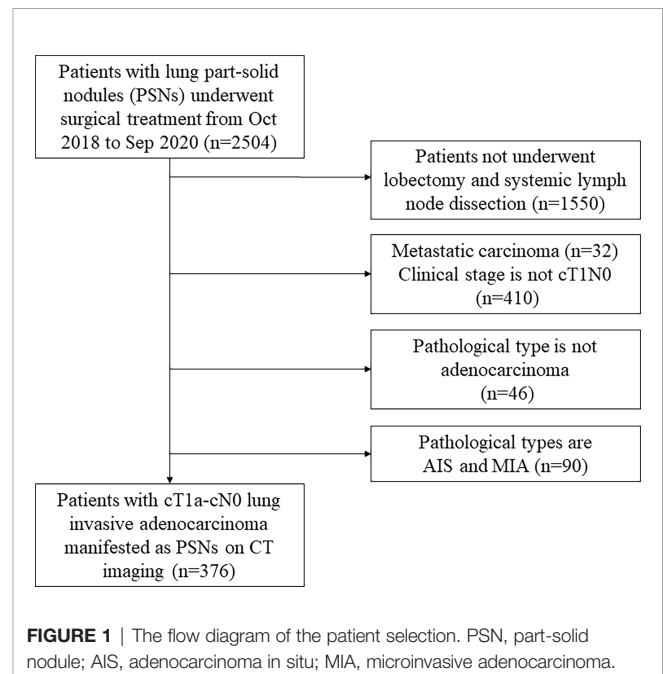 Patients with lung part-solid
nodules (PSNs) underwent
surgical treatment from Oct
2018 to Sep 2020 (n=2504)
Patients not underwent
lobectomy and systemic lymph
node dissection (n=1550)
Metastatic carcinoma (n=32)
Clinical stage is not cT1N0
(n=410)
Pathological type is not
adenocarcinoma
(n=46)
Pathological types are
AIS and MIA (n=90)
Patients with cT1a-cN0 lung
invasive adenocarcinoma
manifested as PSNs on CT
imaging (n=376)
FIGURE 1 | The flow diagram of the patient selection. PSN, part-solid
nodule; AIS, adenocarcinoma in situ; MIA, microinvasive adenocarcinoma.